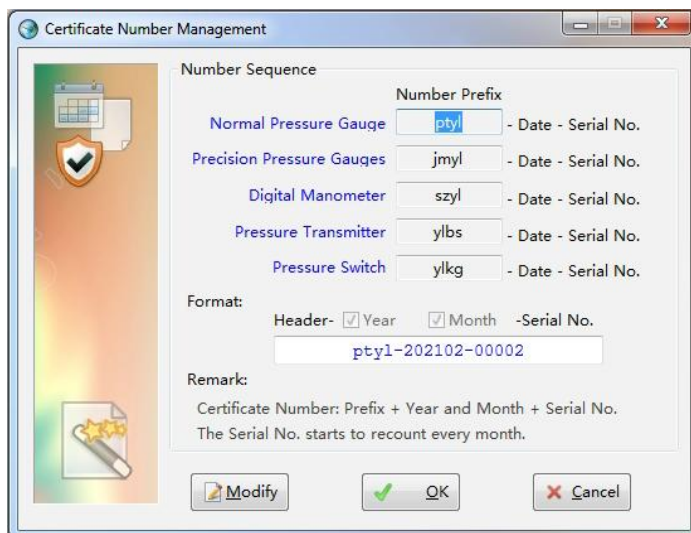 Certificate Number Management
Number Sequence
Number Prefix
Normal Pressure Gauge ptyl - Date - Serial No.
Precision Pressure Gauges jmyl - Date - Serial No.
Digital Manometer szyl - Date - Serial No.
Pressure Transmitter ylbs - Date - Serial No.
Pressure Switch ylkg - Date - Serial No.
Format:
Header- Year Month -Serial No.
ptyl-202102-00002
Remark:
Certificate Number: Prefix + Year and Month + Serial No.
The Serial No. starts to recount every month.
Modify OK Cancel